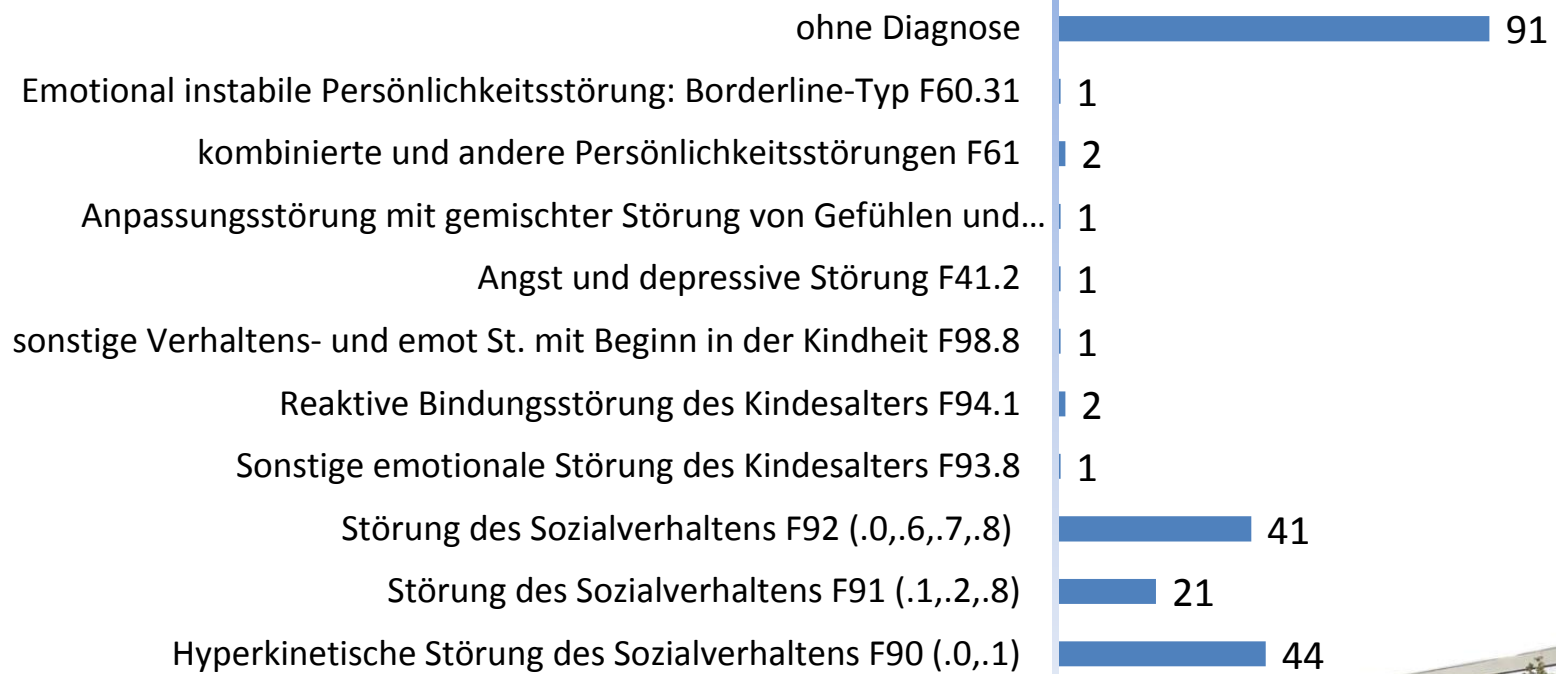 ohne Diagnose 91
Emotional instabile Persönlichkeitsstörung: Borderline-Typ F60.31 1
kombinierte und andere Persönlichkeitsstörungen F61 2
Anpassungsstörung mit gemischter Störung von Gefühlen und… 1
Angst und depressive Störung F41.2 1
sonstige Verhaltens- und emot St. mit Beginn in der Kindheit F98.8 1
Reaktive Bindungsstörung des Kindesalters F94.1 2
Sonstige emotionale Störung des Kindesalters F93.8 1
Störung des Sozialverhaltens F92 (.0,.6,.7,.8) 41
Störung des Sozialverhaltens F91 (.1,.2,.8) 21
Hyperkinetische Störung des Sozialverhaltens F90 (.0,.1) 44